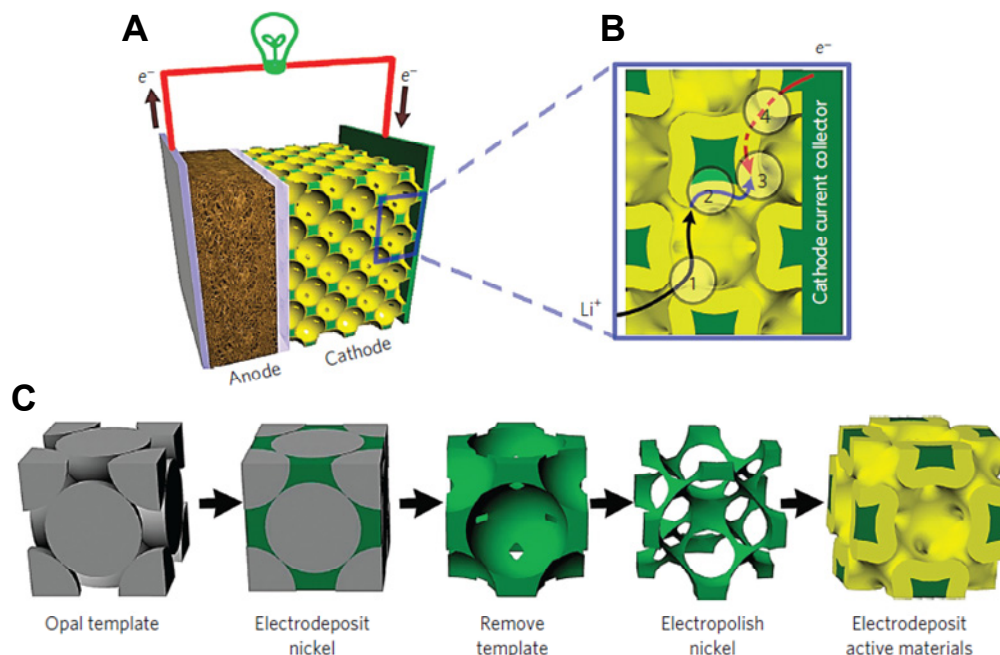 A
e⁻
e⁻
Anode
Cathode
B
e⁻
4
3
2
1
Li⁺
Cathode current collector
C
Opal template
Electrodeposit
nickel
Remove
template
Electropolish
nickel
Electrodeposit
active materials